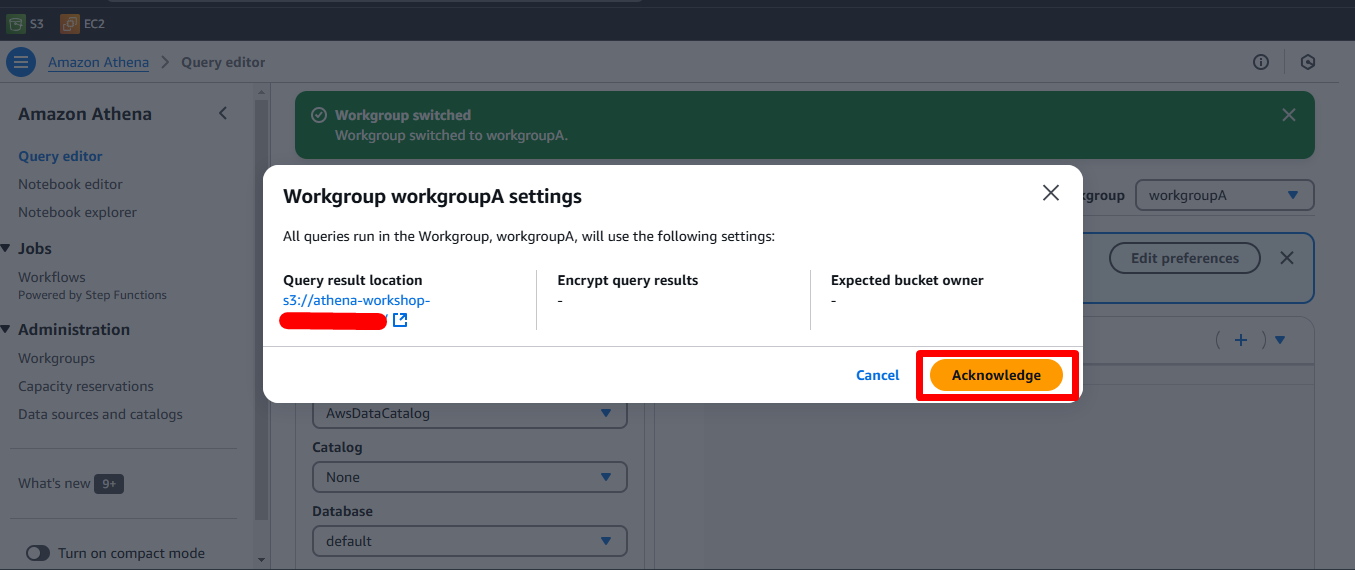 S3 EC2
Amazon Athena Query editor
Amazon Athena
Query editor
Notebook editor
Notebook explorer
Jobs
Workflows
Powered by Step Functions
Administration
Workgroups
Capacity reservations
Data sources and catalogs
What's new 9+
Turn on compact mode
Workgroup switched
Workgroup switched to workgroupA.
workgroupA
Edit preferences
Workgroup workgroupA settings
All queries run in the Workgroup, workgroupA, will use the following settings:
Query result location
s3://athena-workshop-
Encrypt query results
-
Expected bucket owner
-
Cancel
Acknowledge
AwsDataCatalog
Catalog
None
Database
default